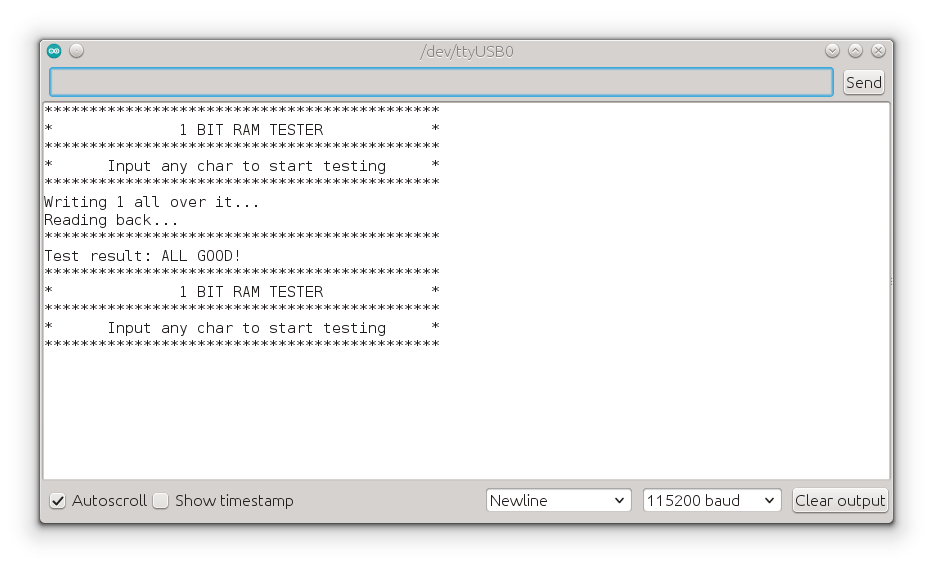 /dev/ttyUSB0
Send
********************************************
*              1 BIT RAM TESTER            *
********************************************
*      Input any char to start testing     *
********************************************
Writing 1 all over it...
Reading back...
********************************************
Test result: ALL GOOD!
********************************************
*              1 BIT RAM TESTER            *
********************************************
*      Input any char to start testing     *
********************************************
Autoscroll Show timestamp Newline 115200 baud Clear output